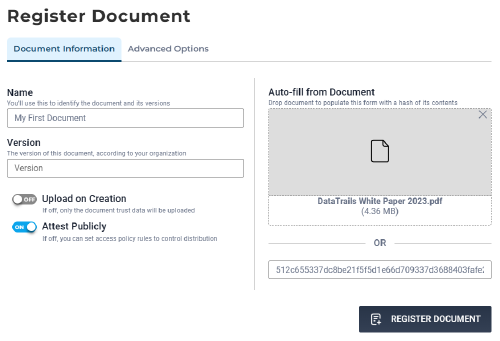 Register Document
Document Information
Advanced Options
Name
You'll use this to identify the document and its versions
My First Document
Version
The version of this document, according to your organization
Version
OFF
Upload on Creation
If off, only the document trust data will be uploaded
ON
Attest Publicly
If off, you can set access policy rules to control distribution
Auto-fill from Document
Drop document to populate this form with a hash of its contents
DataTrails White Paper 2023.pdf
(4.36 MB)
OR
512c655337dc8be21f5f5d1e66d709337d3688403fafe2
REGISTER DOCUMENT